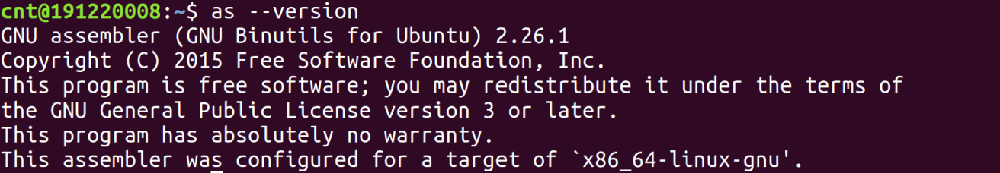 cnt@191220008:~$ as --version
GNU assembler (GNU Binutils for Ubuntu) 2.26.1
Copyright (C) 2015 Free Software Foundation, Inc.
This program is free software; you may redistribute it under the terms of
the GNU General Public License version 3 or later.
This program has absolutely no warranty.
This assembler was configured for a target of `x86_64-linux-gnu'.